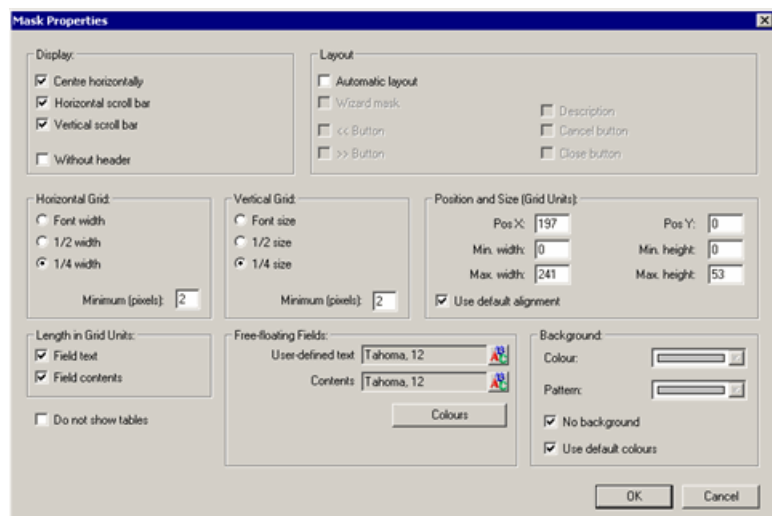 Mask Properties
Display:
Centre horizontally
Horizontal scroll bar
Vertical scroll bar
Without header
Layout
Automatic layout
Wizard mask
<< Button
>> Button
Description
Cancel button
Close button
Horizontal Grid:
Font width
1/2 width
1/4 width
Minimum (pixels): 2
Vertical Grid:
Font size
1/2 size
1/4 size
Minimum (pixels): 2
Position and Size (Grid Units):
Pos X: 197 Pos Y: 0
Min. width: 0 Min. height: 0
Max. width: 241 Max. height: 53
Use default alignment
Length in Grid Units:
Field text
Field contents
Do not show tables
Free-floating Fields:
User-defined text Tahoma, 12
Contents Tahoma, 12
Colours
Background:
Colour:
Pattern:
No background
Use default colours
OK Cancel